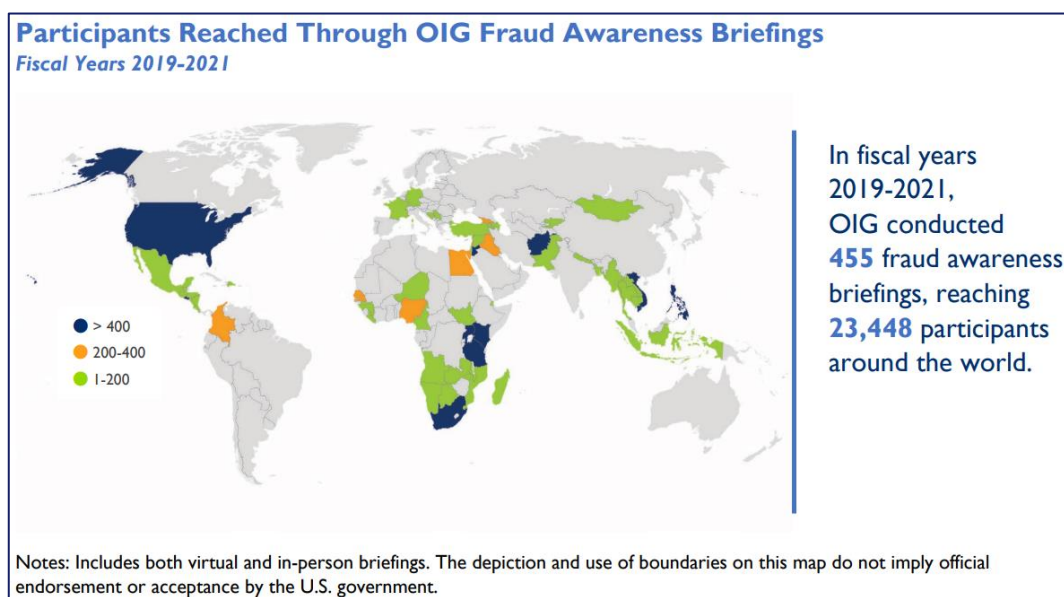 Participants Reached Through OIG Fraud Awareness Briefings
Fiscal Years 2019-2021
> 400
200-400
1-200
In fiscal years
2019-2021,
OIG conducted
455 fraud awareness
briefings, reaching
23,448 participants
around the world.
Notes: Includes both virtual and in-person briefings. The depiction and use of boundaries on this map do not imply official
endorsement or acceptance by the U.S. government.